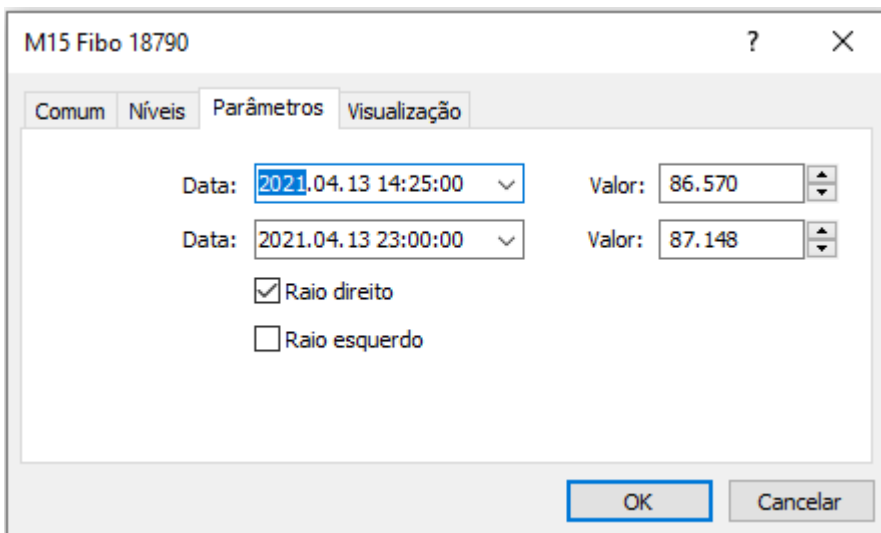 M15 Fibo 18790 ?
Comum Níveis Parâmetros Visualização
Data: 2021.04.13 14:25:00 Valor: 86.570
Data: 2021.04.13 23:00:00 Valor: 87.148
Raio direito
Raio esquerdo
OK Cancelar